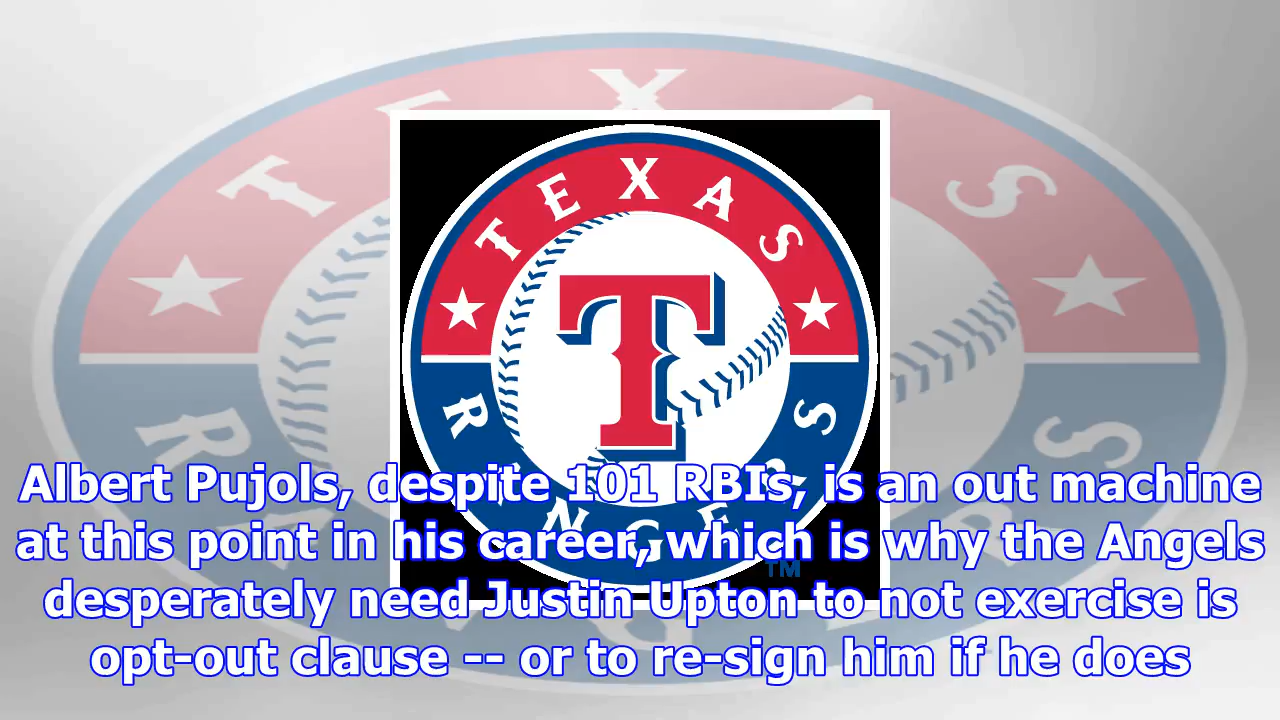 TEXAS
T
RANGERS
TM
Albert Pujols, despite 101 RBIs, is an out machine
at this point in his career, which is why the Angels
desperately need Justin Upton to not exercise is
opt-out clause -- or to re-sign him if he does